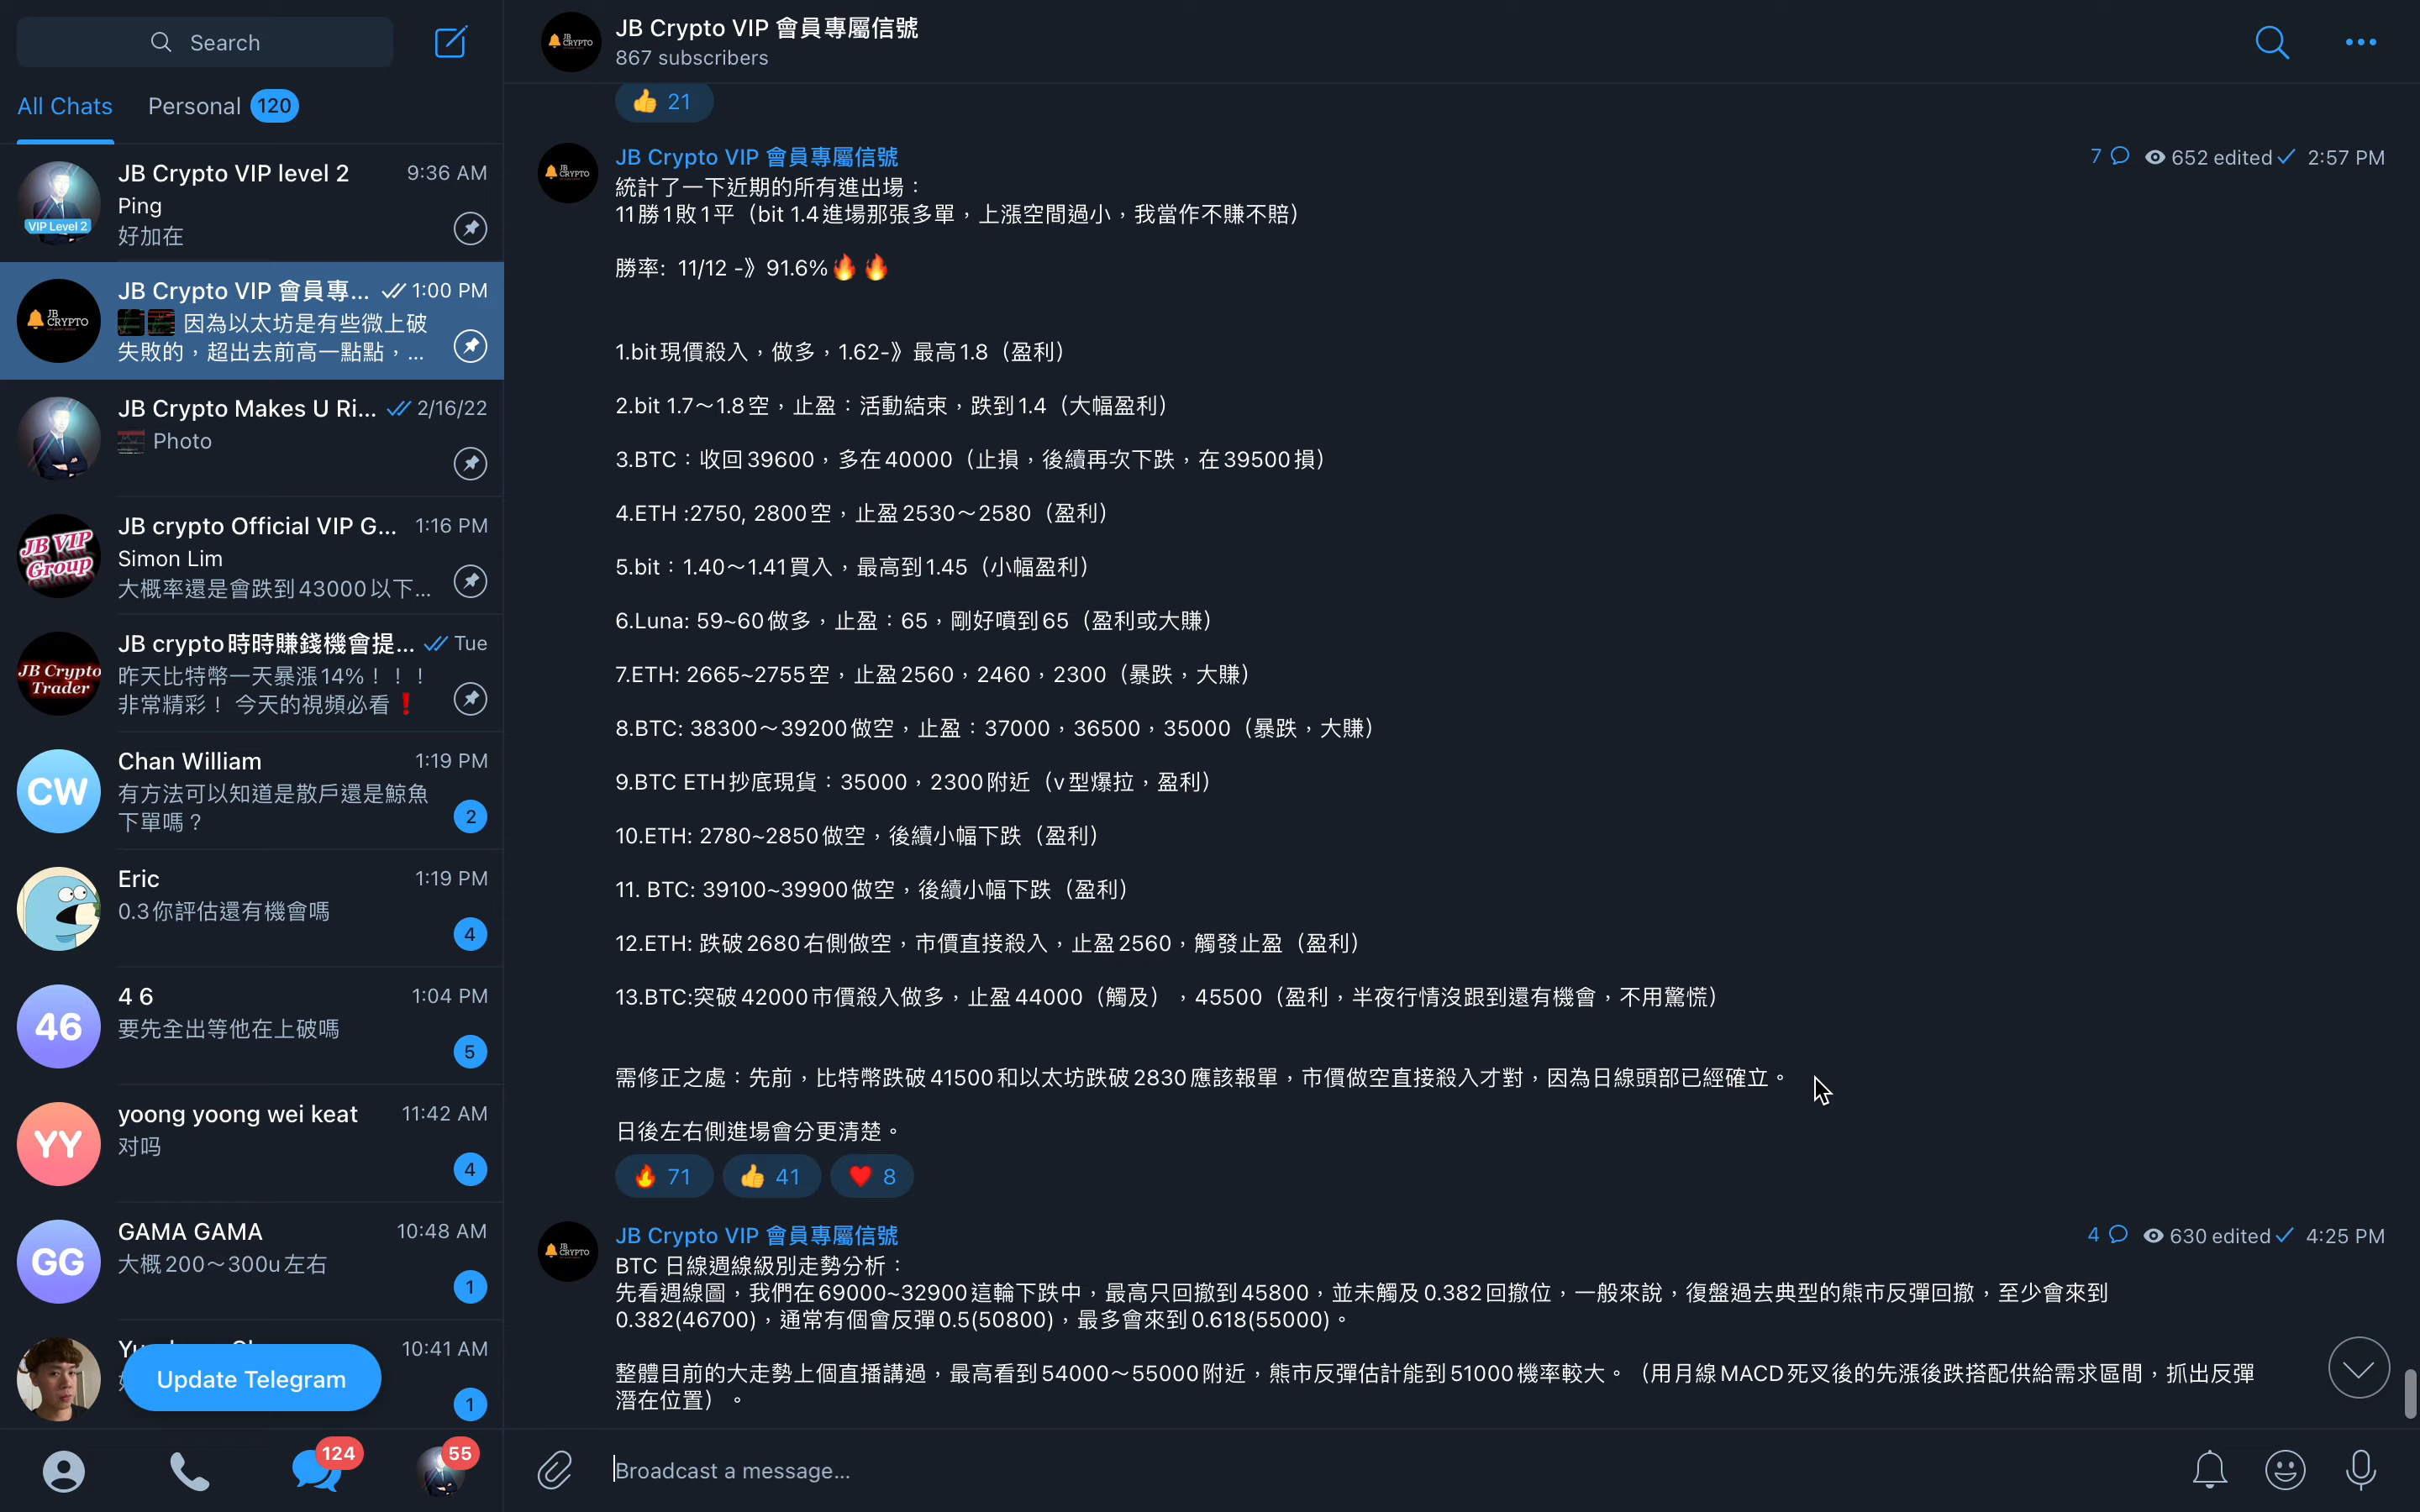 Search
All Chats
Personal 120
JB Crypto VIP level 2 9:36 AM
Ping
好加在
VIP Level 2
JB Crypto VIP 會員專... 1:00 PM
因為以太坊是有些微上破
失敗的，超出去前高一點點，...
JB CRYPTO
JB Crypto Makes U Ri... 2/16/22
Photo
JB crypto Official VIP G... 1:16 PM
Simon Lim
大概率還是會跌到43000以下...
JB VIP Group
JB crypto時時賺錢機會提... Tue
昨天比特幣一天暴漲14%！！！
非常精彩！ 今天的視頻必看❗
JB Crypto Trader
Chan William 1:19 PM
有方法可以知道是散戶還是鯨魚
下單嗎？
CW
2
Eric 1:19 PM
0.3你評估還有機會嗎
4
4 6 1:04 PM
要先全出等他在上破嗎
46
5
yoong yoong wei keat 11:42 AM
对吗
YY
4
GAMA GAMA 10:48 AM
大概200～300u左右
GG
1
10:41 AM
1
Update Telegram
124
55
JB Crypto VIP 會員專屬信號
867 subscribers
JB CRYPTO
👍 21
JB Crypto VIP 會員專屬信號 7 652 edited 2:57 PM
JB CRYPTO
統計了一下近期的所有進出場：
11勝1敗1平（bit 1.4進場那張多單，上漲空間過小，我當作不賺不賠）
勝率:  11/12 -》91.6%🔥🔥
1.bit現價殺入，做多，1.62-》最高1.8（盈利）
2.bit 1.7～1.8空，止盈：活動結束，跌到1.4（大幅盈利）
3.BTC：收回39600，多在40000（止損，後續再次下跌，在39500損）
4.ETH :2750, 2800空，止盈2530～2580（盈利）
5.bit：1.40～1.41買入，最高到1.45（小幅盈利）
6.Luna: 59~60做多，止盈：65，剛好噴到65（盈利或大賺）
7.ETH: 2665~2755空，止盈2560，2460，2300（暴跌，大賺）
8.BTC: 38300～39200做空，止盈：37000，36500，35000（暴跌，大賺）
9.BTC ETH抄底現貨：35000，2300附近（v型爆拉，盈利）
10.ETH: 2780~2850做空，後續小幅下跌（盈利）
11. BTC: 39100~39900做空，後續小幅下跌（盈利）
12.ETH: 跌破2680右側做空，市價直接殺入，止盈2560，觸發止盈（盈利）
13.BTC:突破42000市價殺入做多，止盈44000（觸及），45500（盈利，半夜行情沒跟到還有機會，不用驚慌）
需修正之處：先前，比特幣跌破41500和以太坊跌破2830應該報單，市價做空直接殺入才對，因為日線頭部已經確立。
日後左右側進場會分更清楚。
🔥 71 👍 41 ❤️ 8
JB Crypto VIP 會員專屬信號 4 630 edited 4:25 PM
JB CRYPTO
BTC 日線週線級別走勢分析：
先看週線圖，我們在69000~32900這輪下跌中，最高只回撤到45800，並未觸及0.382回撤位，一般來說，復盤過去典型的熊市反彈回撤，至少會來到
0.382(46700)，通常有個會反彈0.5(50800)，最多會來到0.618(55000)。
整體目前的大走勢上個直播講過，最高看到54000～55000附近，熊市反彈估計能到51000機率較大。（用月線MACD死叉後的先漲後跌搭配供給需求區間，抓出反彈
潛在位置）。
Broadcast a message...